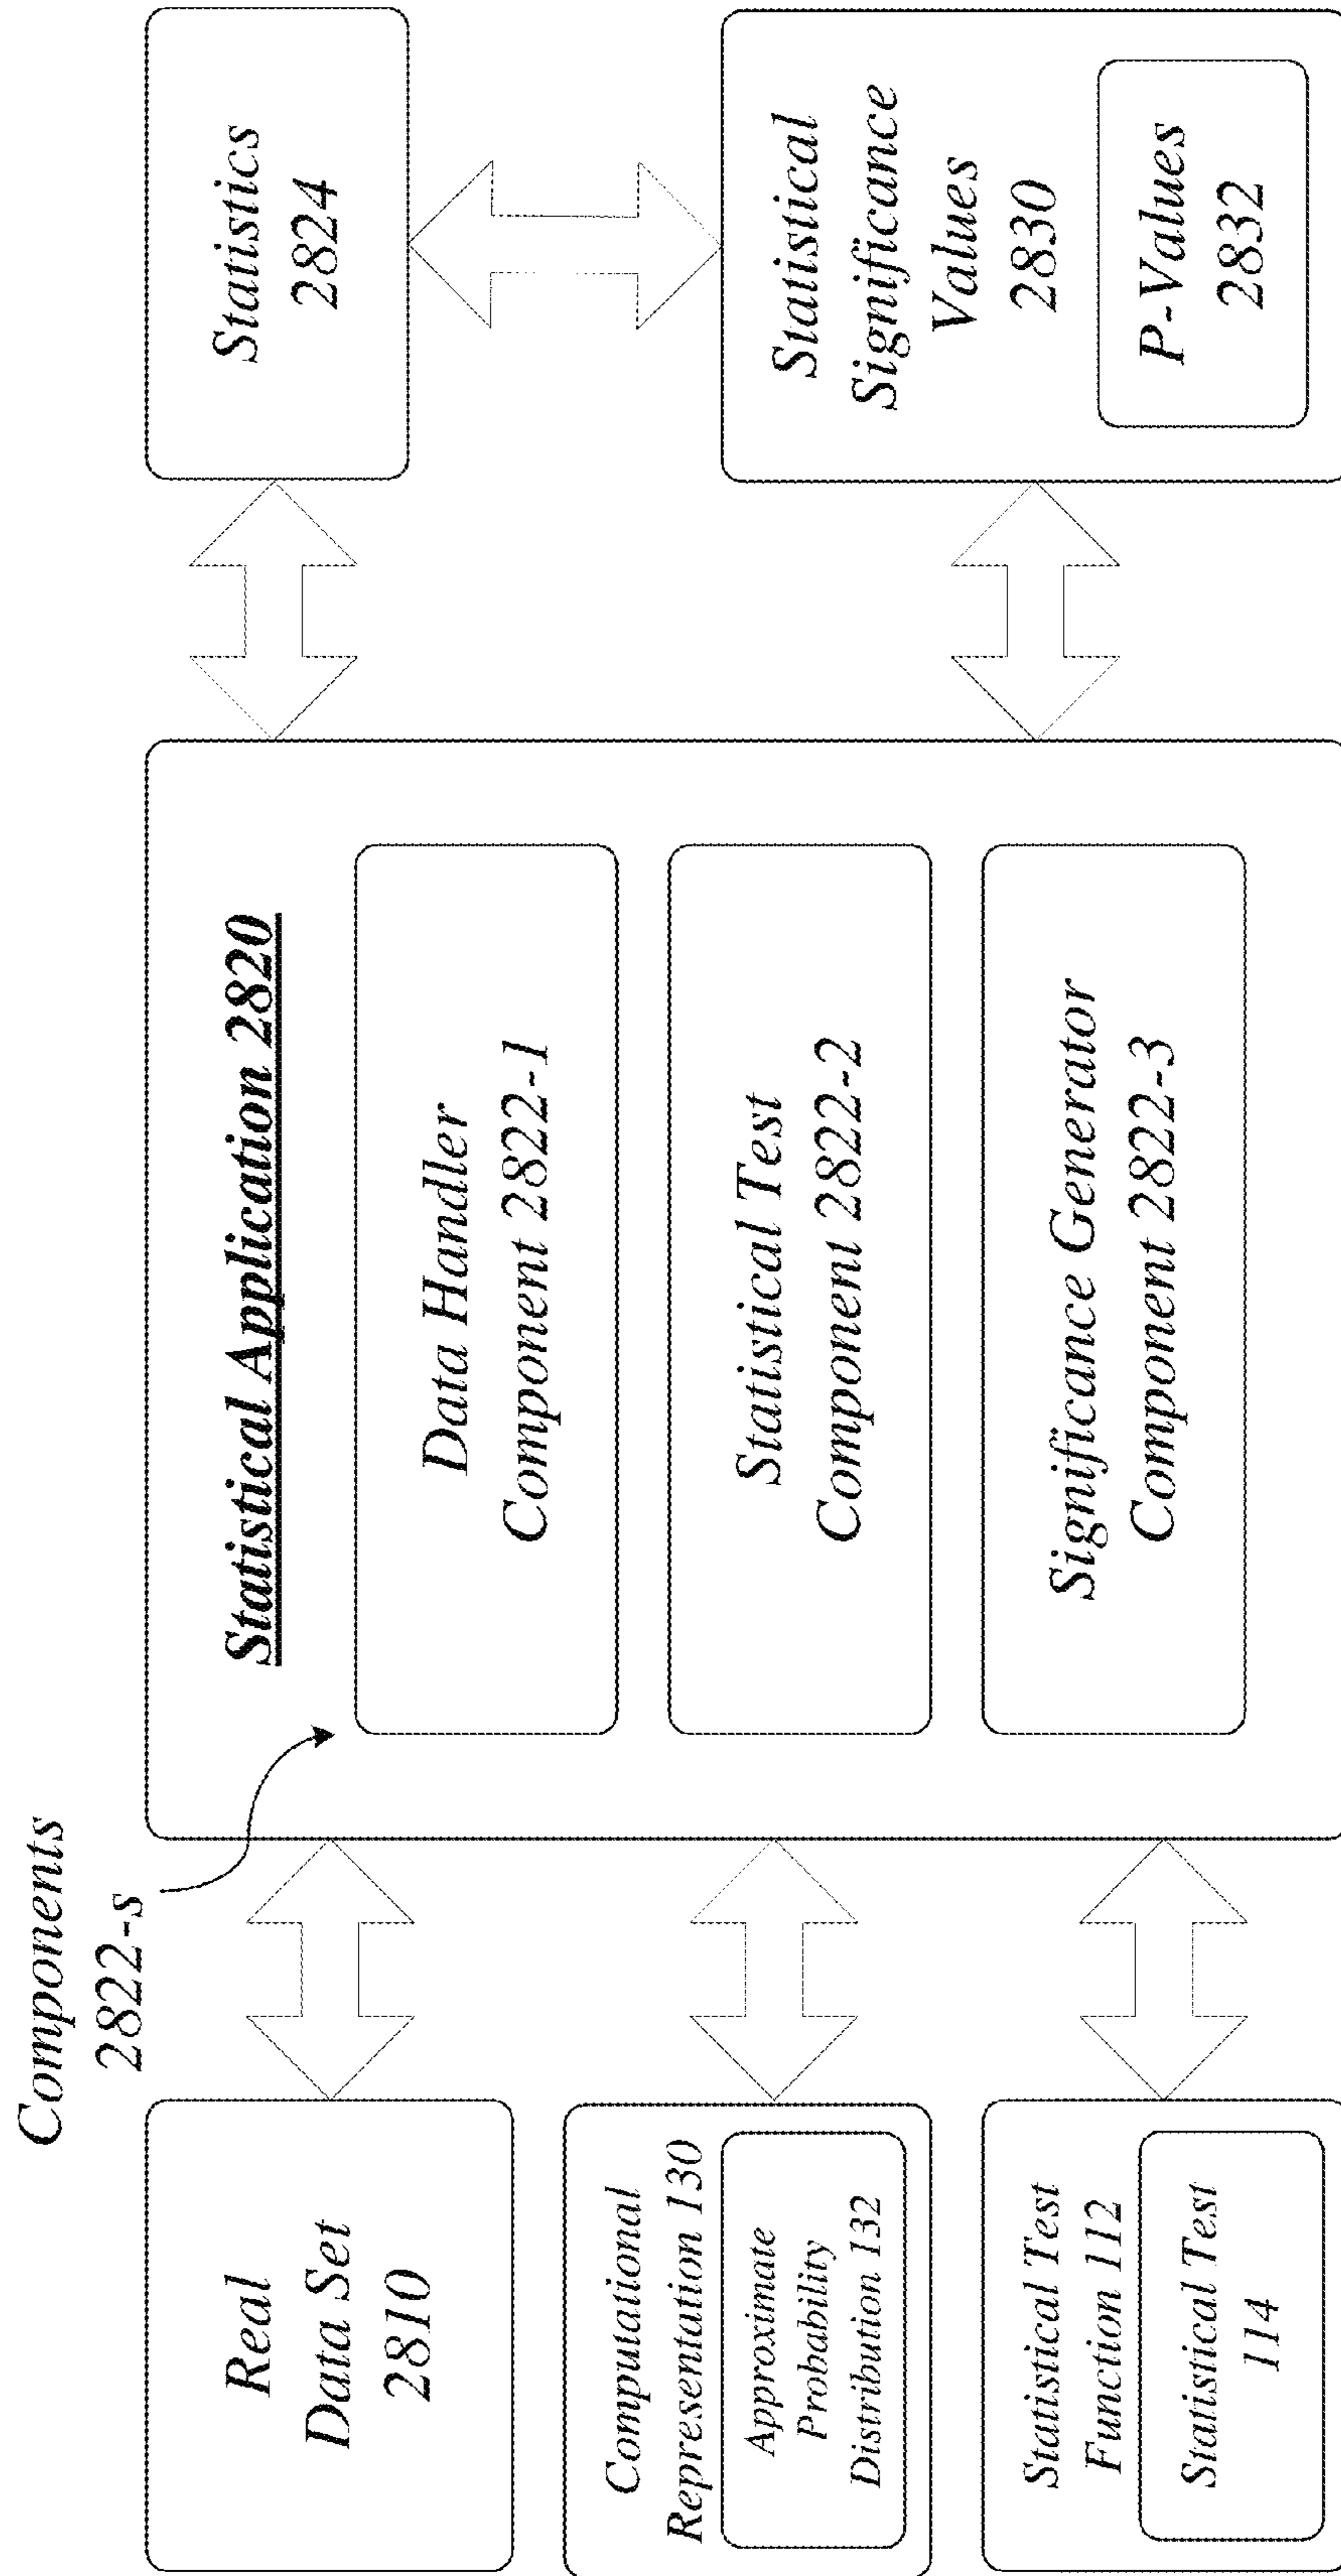 Components
2822-s
Real
Data Set
2810
Computational
Representation 130
Approximate
Probability
Distribution 132
Statistical Test
Function 112
Statistical Test
114
Statistical Application 2820
Data Handler
Component 2822-1
Statistical Test
Component 2822-2
Significance Generator
Component 2822-3
Statistics
2824
Statistical
Significance
Values
2830
P-Values
2832